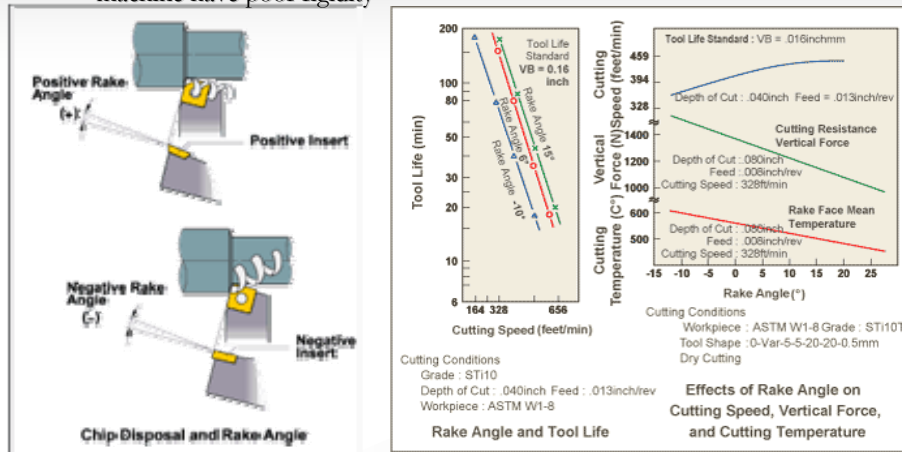 machine have poor rigidity
Positive Rake
Angle
(+)
Positive Insert
Negative Rake
Angle
(-)
Negative
Insert
Chip Disposal and Rake Angle
Tool Life (min)
200
100
80
50
30
20
10
6
164 328 656
Cutting Speed (feet/min)
Tool Life
Standard
VB = 0.16
inch
Rake Angle 15°
Rake Angle 6°
Rake Angle -10°
Cutting Conditions
Grade : STi10
Depth of Cut : .040inch Feed : .013inch/rev
Workpiece : ASTM W1-8
Rake Angle and Tool Life
Cutting
Speed (feet/min)
Vertical
Force (N)
Cutting
Temperature (C°)
459
394
328
1400
1200
1000
600
500
Tool Life Standard : VB = .016inchmm
Depth of Cut : .040inch Feed = .013inch/rev
Cutting Resistance
Vertical Force
Depth of Cut :.080inch
Feed :.008inch/rev
Cutting Speed : 328ft/min
Rake Face Mean
Temperature
Depth of Cut :.080inch
Feed : .008inch/rev
Cutting Speed : 328ft/min
-15 -10 -5 0 5 10 15 20 25
Rake Angle(°)
Cutting Conditions
Workpiece : ASTM W1-8 Grade : STi10T
Tool Shape :0-Var-5-5-20-20-0.5mm
Dry Cutting
Effects of Rake Angle on
Cutting Speed, Vertical Force,
and Cutting Temperature